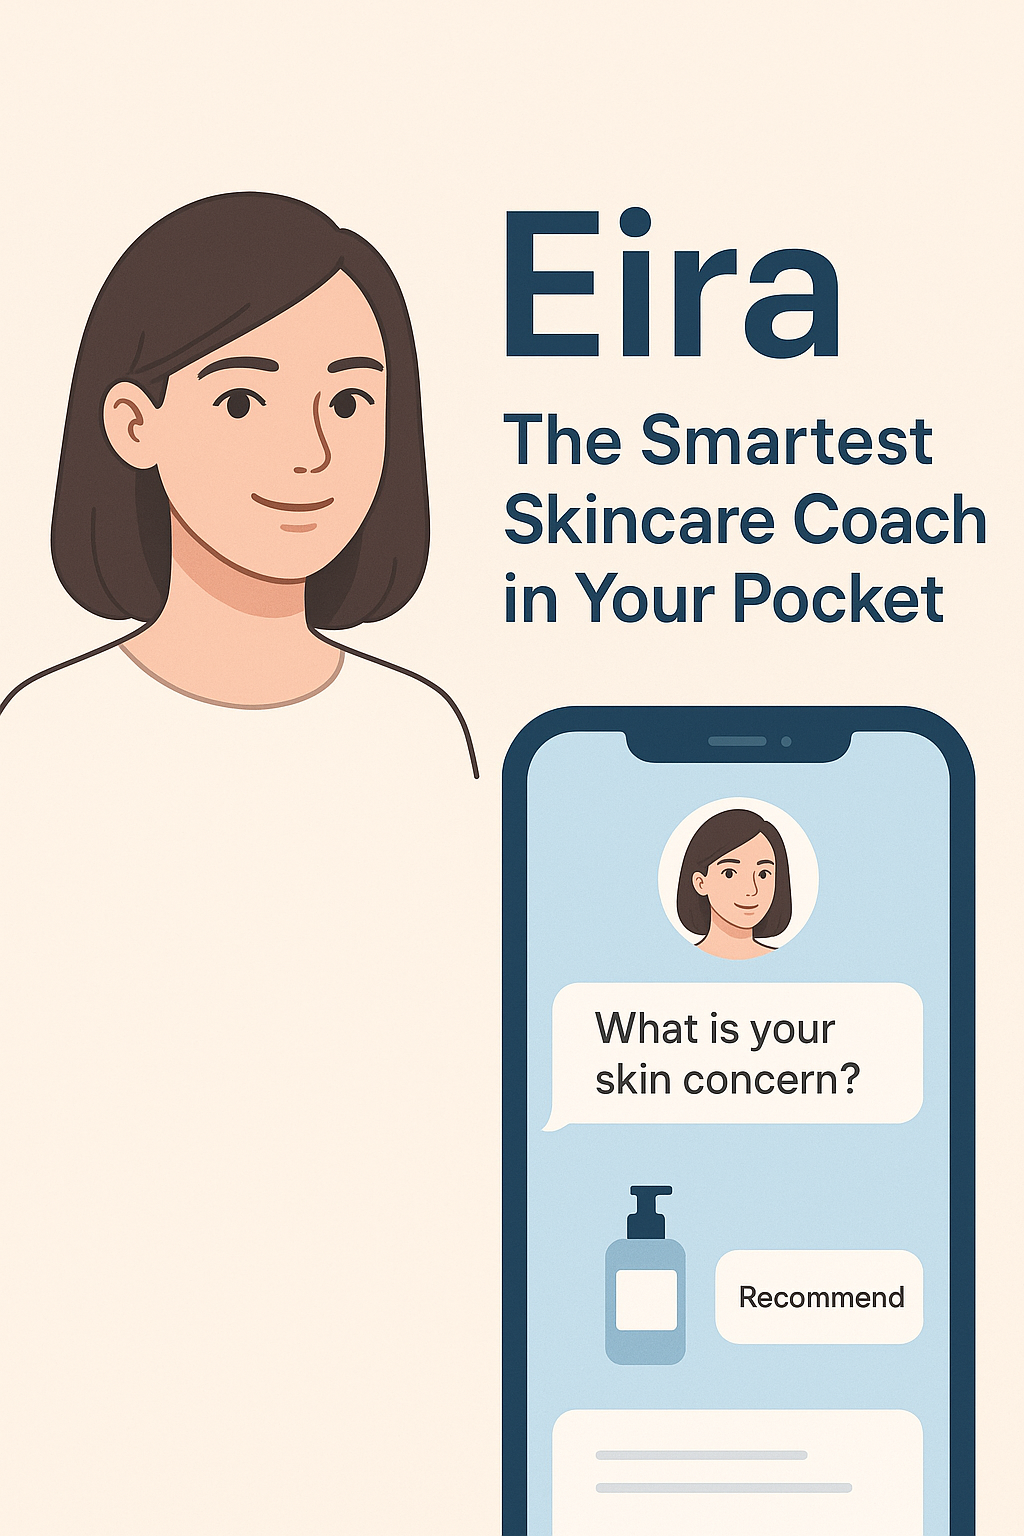 Eira
The Smartest
Skincare Coach
in Your Pocket
What is your
skin concern?
Recommend